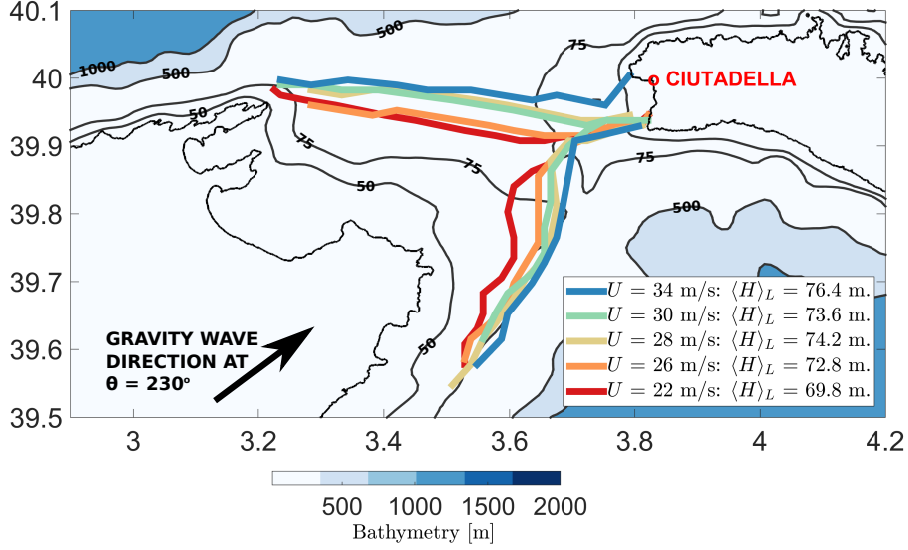 40.1
40
39.9
39.8
39.7
39.6
39.5
1000
500
500
50
75
CIUTADELLA
75
75
75
50
500
50
U = 34 m/s: ⟨H⟩L = 76.4 m.
U = 30 m/s: ⟨H⟩L = 73.6 m.
U = 28 m/s: ⟨H⟩L = 74.2 m.
U = 26 m/s: ⟨H⟩L = 72.8 m.
U = 22 m/s: ⟨H⟩L = 69.8 m.
GRAVITY WAVE
DIRECTION AT
θ = 230°
3 3.2 3.4 3.6 3.8 4 4.2
500 1000 1500 2000
Bathymetry [m]